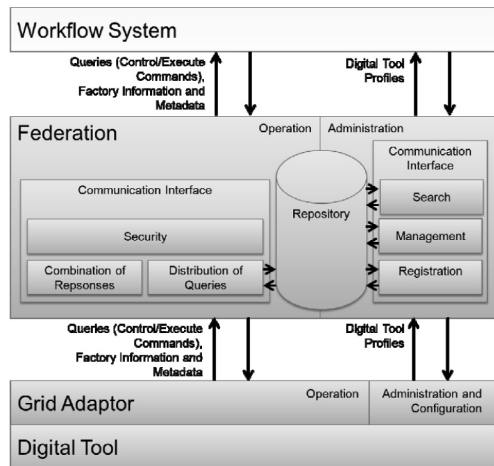 Workflow System
Queries (Control/Execute
Commands),
Factory Information and
Metadata
Digital Tool
Profiles
Federation
Operation
Administration
Communication
Interface
Communication Interface
Search
Repository
Security
Management
Combination of
Repsonses
Distribution of
Queries
Registration
Queries (Control/Execute
Commands),
Factory Information and
Metadata
Digital Tool
Profiles
Grid Adaptor
Operation
Administration and
Configuration
Digital Tool